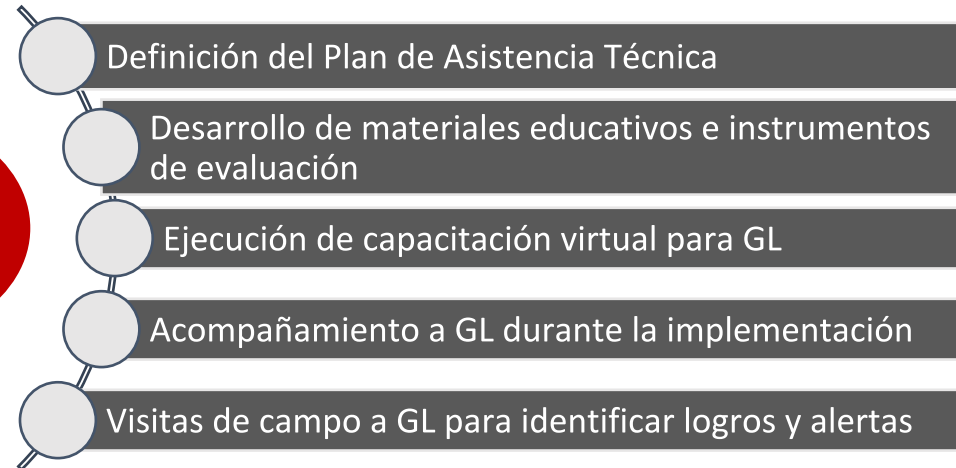 Definición del Plan de Asistencia Técnica
Desarrollo de materiales educativos e instrumentos
de evaluación
Ejecución de capacitación virtual para GL
Acompañamiento a GL durante la implementación
Visitas de campo a GL para identificar logros y alertas